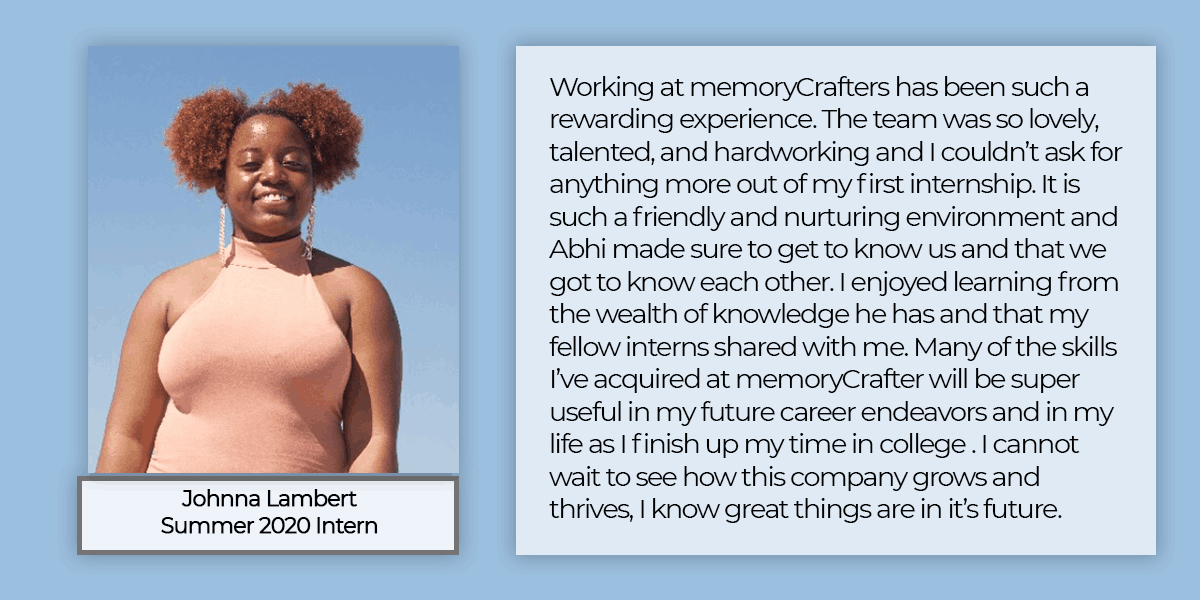 Working at memoryCrafters has been such a
rewarding experience. The team was so lovely,
talented, and hardworking and I couldn't ask for
anything more out of my first internship. It is
such a friendly and nurturing environment and
Abhi made sure to get to know us and that we
got to know each other. I enjoyed learning from
the wealth of knowledge he has and that my
fellow interns shared with me. Many of the skills
I've acquired at memoryCrafter will be super
useful in my future career endeavors and in my
life as I finish up my time in college . I cannot
wait to see how this company grows and
thrives, I know great things are in it's future.
Johnna Lambert
Summer 2020 Intern